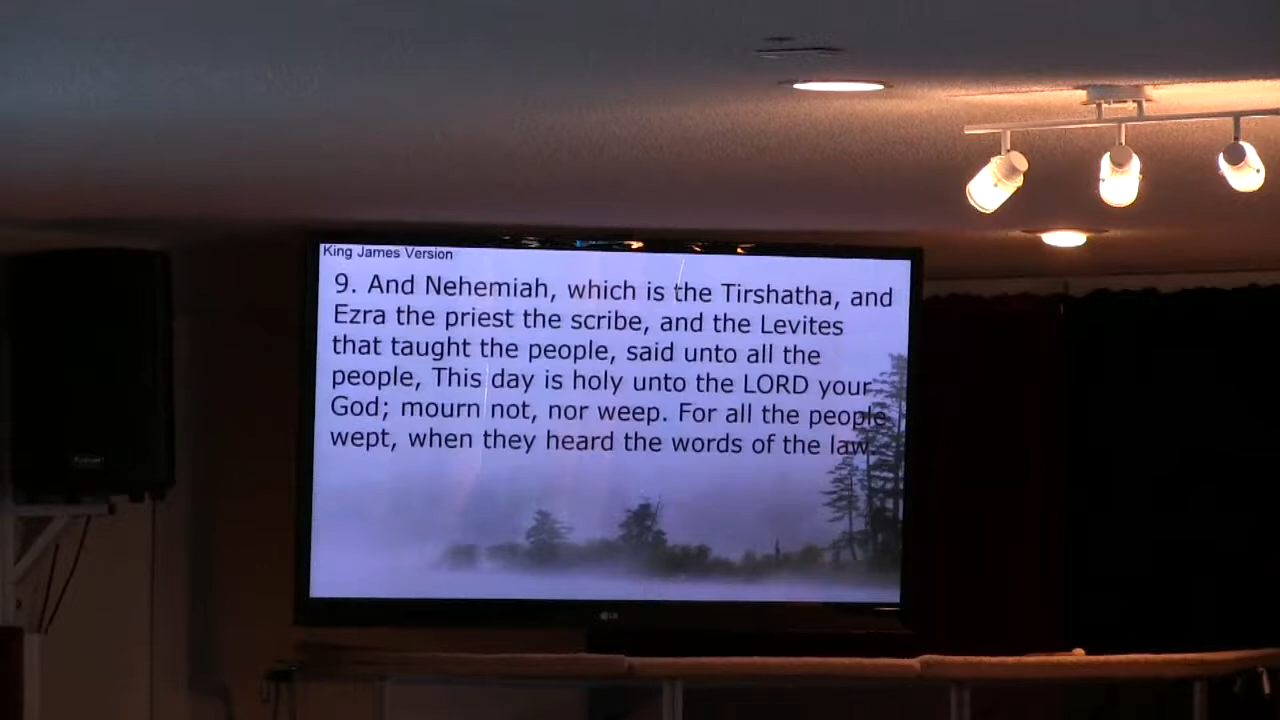 King James Version
9. And Nehemiah, which is the Tirshatha, and
Ezra the priest the scribe, and the Levites
that taught the people, said unto all the
people, This day is holy unto the LORD your
God; mourn not, nor weep. For all the people
wept, when they heard the words of the law.
LG